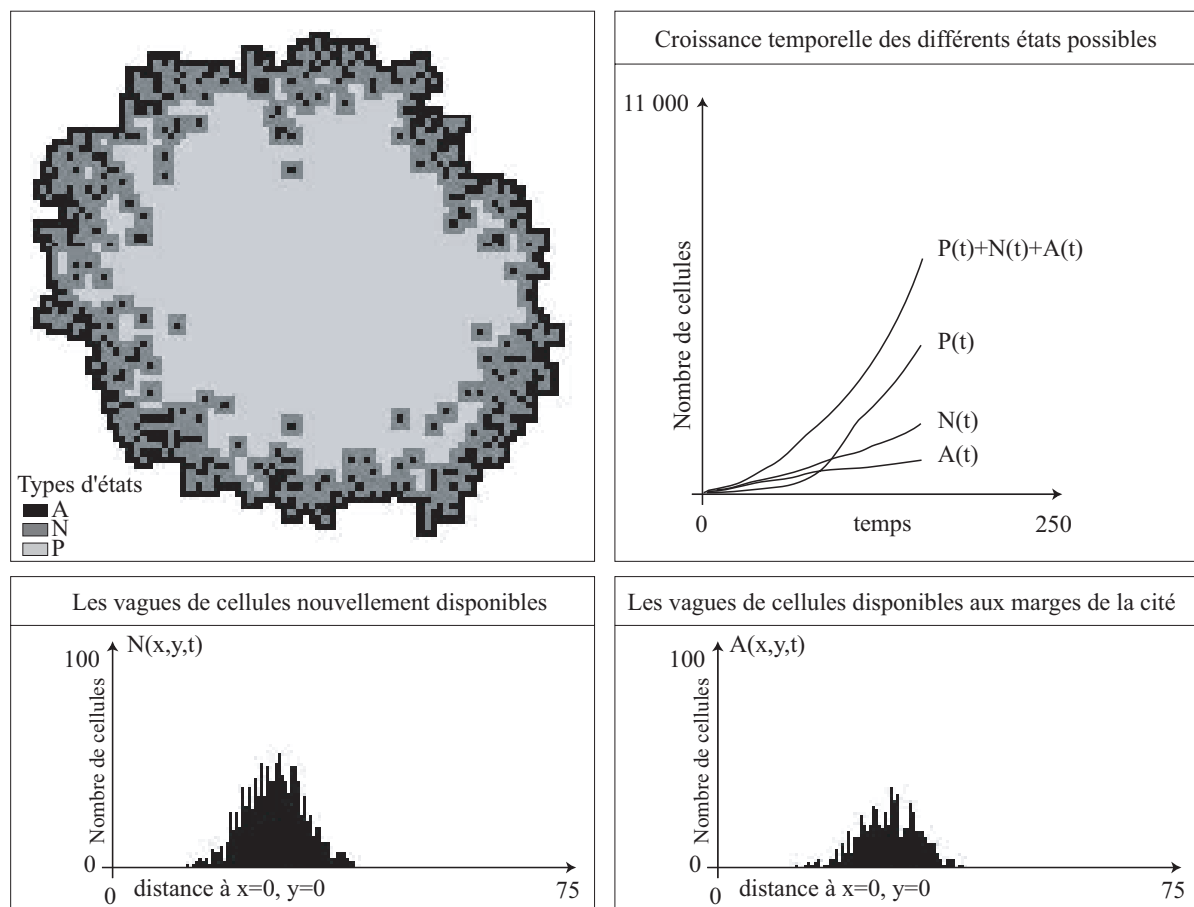 Types d'états
A
N
P
Croissance temporelle des différents états possibles
11 000
Nombre de cellules
P(t)+N(t)+A(t)
P(t)
N(t)
A(t)
0
temps
250
Les vagues de cellules nouvellement disponibles
N(x,y,t)
100
Nombre de cellules
0
0
distance à x=0, y=0
75
Les vagues de cellules disponibles aux marges de la cité
A(x,y,t)
100
Nombre de cellules
0
0
distance à x=0, y=0
75